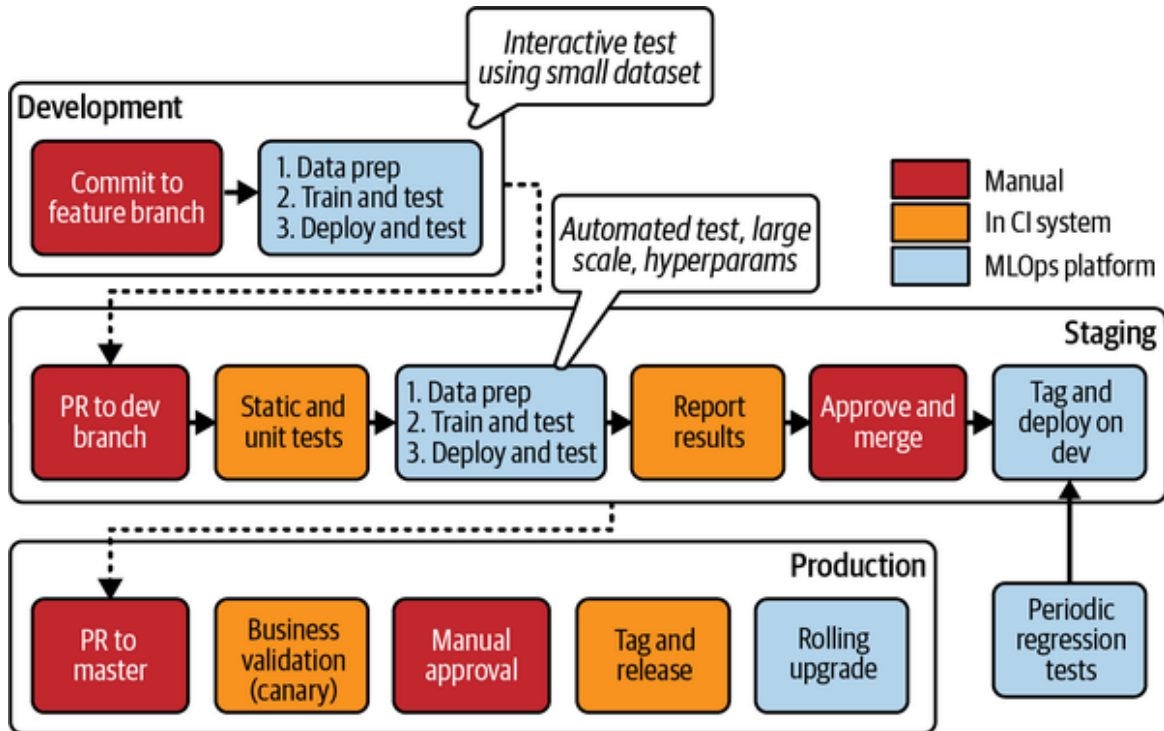 Interactive test
using small dataset
Development
Commit to
feature branch
1. Data prep
2. Train and test
3. Deploy and test
Manual
In CI system
MLOps platform
Automated test, large
scale, hyperparams
Staging
PR to dev
branch
Static and
unit tests
1. Data prep
2. Train and test
3. Deploy and test
Report
results
Approve and
merge
Tag and
deploy on
dev
Production
PR to
master
Business
validation
(canary)
Manual
approval
Tag and
release
Rolling
upgrade
Periodic
regression
tests